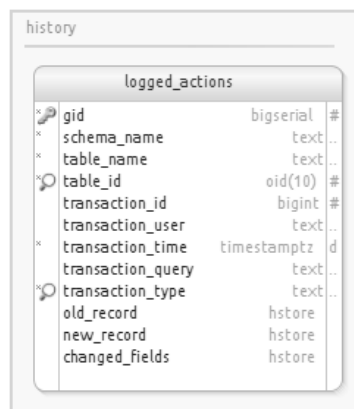 history
logged_actions
gid bigserial #
schema_name text ..
table_name text ..
table_id oid(10) #
transaction_id bigint #
transaction_user text ..
transaction_time timestamptz d
transaction_query text ..
transaction_type text ..
old_record hstore
new_record hstore
changed_fields hstore